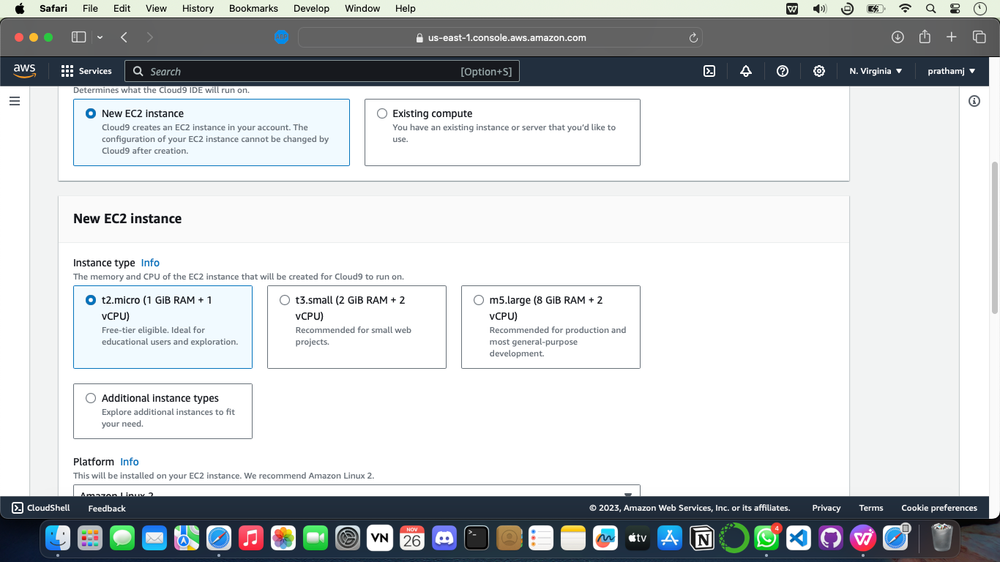 Safari File Edit View History Bookmarks Develop Window Help
us-east-1.console.aws.amazon.com
aws Services Search [Option+S] N. Virginia prathamj
Determines what the Cloud9 IDE will run on.
New EC2 instance
Cloud9 creates an EC2 instance in your account. The
configuration of your EC2 instance cannot be changed by
Cloud9 after creation.
Existing compute
You have an existing instance or server that you'd like to
use.
New EC2 instance
Instance type Info
The memory and CPU of the EC2 instance that will be created for Cloud9 to run on.
t2.micro (1 GiB RAM + 1
vCPU)
Free-tier eligible. Ideal for
educational users and exploration.
t3.small (2 GiB RAM + 2
vCPU)
Recommended for small web
projects.
m5.large (8 GiB RAM + 2
vCPU)
Recommended for production and
most general-purpose
development.
Additional instance types
Explore additional instances to fit
your need.
Platform Info
This will be installed on your EC2 instance. We recommend Amazon Linux 2.
Amazon Linux 2
CloudShell Feedback © 2023, Amazon Web Services, Inc. or its affiliates. Privacy Terms Cookie preferences
VN
NOV
26
tv
4